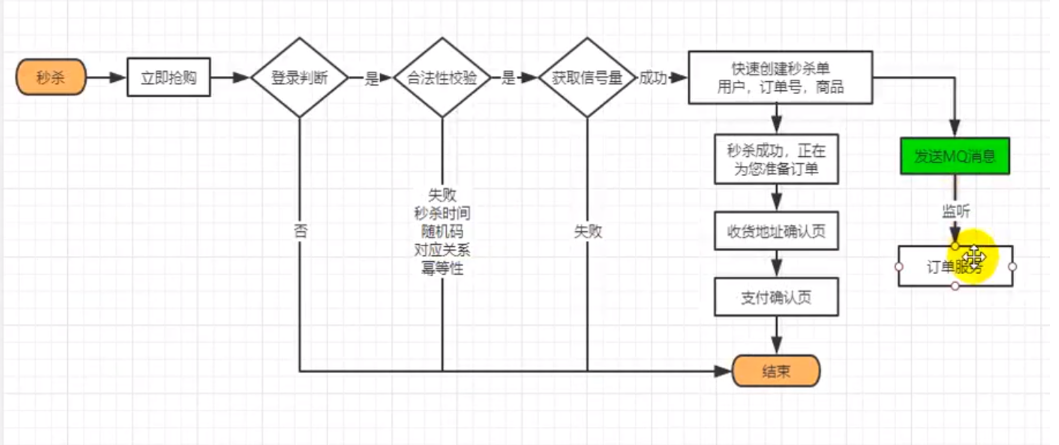 秒杀
立即抢购
登录判断
是
合法性校验
是
获取信号量
成功
快速创建秒杀单
用户，订单号，商品
发送MQ消息
秒杀成功，正在
为您准备订单
失败
秒杀时间
随机码
对应关系
幂等性
否
失败
收货地址确认页
监听
订单服务
支付确认页
结束